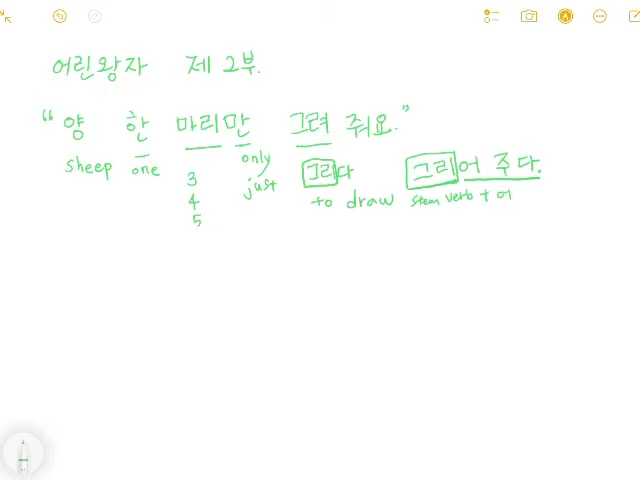 어린왕자 제 2부.
"양 한 마리만 그려 줘요."
sheep one only
3 just 그리다 그리어 주다.
4 to draw stem verb + 어
5